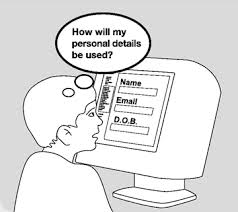 How will my
personal details
be used?
Name
Email
D.O.B.